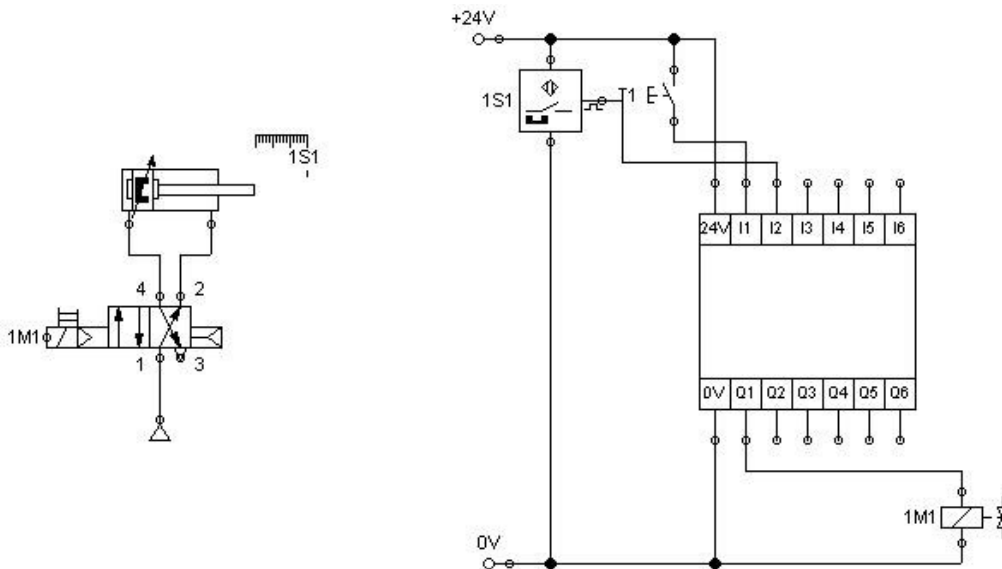 +24V
1S1
T1
1S1
4 2
1M1
1 3
24V I1 I2 I3 I4 I5 I6
0V Q1 Q2 Q3 Q4 Q5 Q6
1M1
0V